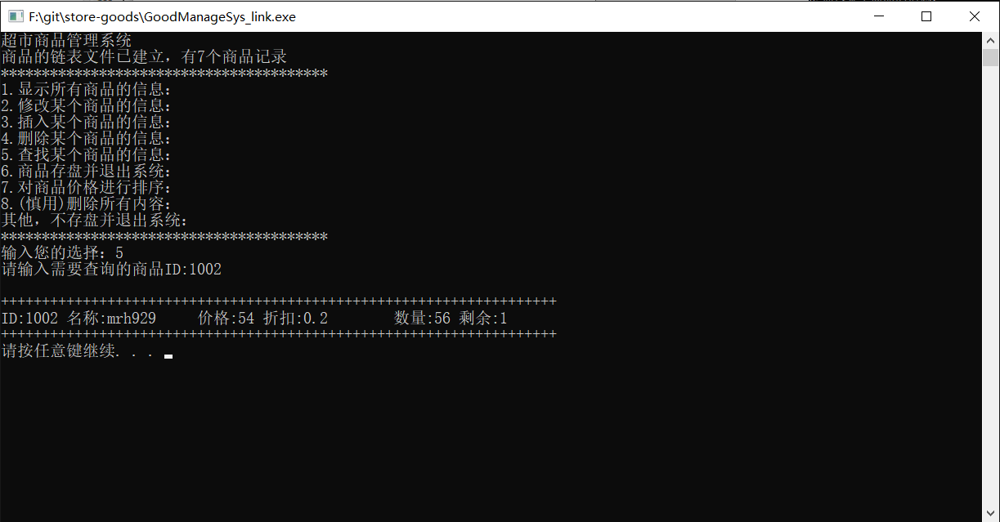 F:\git\store-goods\GoodManageSys_link.exe
超市商品管理系统
商品的链表文件已建立，有7个商品记录
****************************************
1.显示所有商品的信息：
2.修改某个商品的信息：
3.插入某个商品的信息：
4.删除某个商品的信息：
5.查找某个商品的信息：
6.商品存盘并退出系统：
7.对商品价格进行排序：
8.(慎用)删除所有内容：
其他，不存盘并退出系统：
****************************************
输入您的选择：5
请输入需要查询的商品ID:1002
++++++++++++++++++++++++++++++++++++++++++++++++++++++++++++++++++++
ID:1002 名称:mrh929     价格:54 折扣:0.2        数量:56 剩余:1
++++++++++++++++++++++++++++++++++++++++++++++++++++++++++++++++++++
请按任意键继续. . .